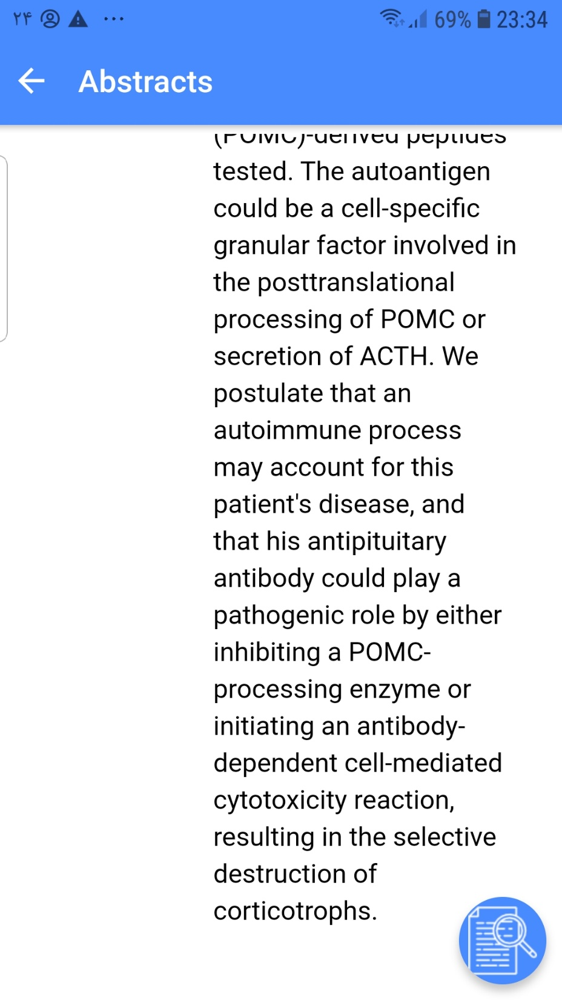 ۲۴ ... 69% 23:34
Abstracts
(POMC)-derived peptides
tested. The autoantigen
could be a cell-specific
granular factor involved in
the posttranslational
processing of POMC or
secretion of ACTH. We
postulate that an
autoimmune process
may account for this
patient's disease, and
that his antipituitary
antibody could play a
pathogenic role by either
inhibiting a POMC-
processing enzyme or
initiating an antibody-
dependent cell-mediated
cytotoxicity reaction,
resulting in the selective
destruction of
corticotrophs.